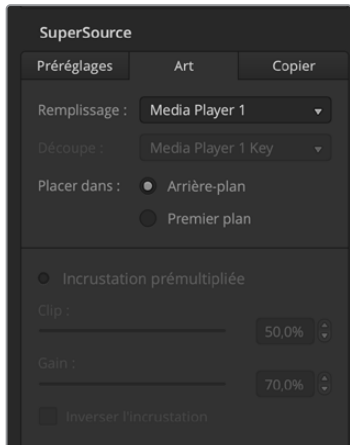 SuperSource
Préréglages Art Copier
Remplissage : Media Player 1
Découpe : Media Player 1 Key
Placer dans : Arrière-plan
Premier plan
Incrustation prémultipliée
Clip :
50,0%
Gain :
70,0%
Inverser l'incrustation